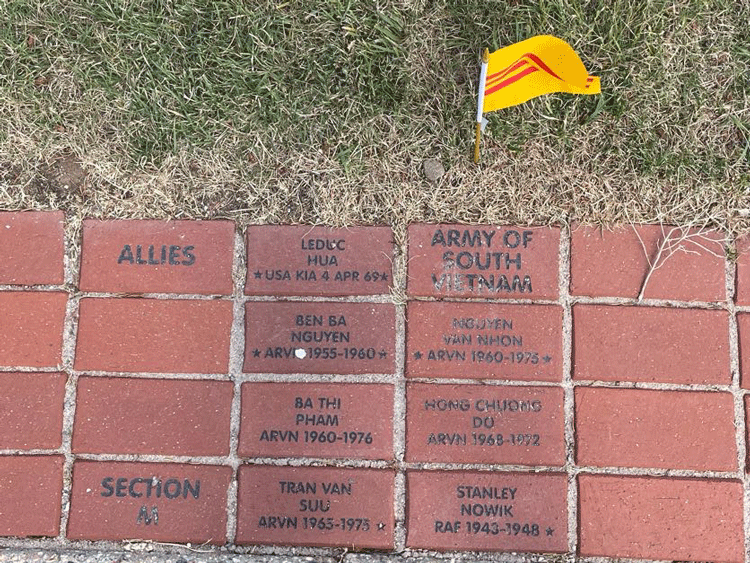 ALLIES
LEDUC
HUA
★USA KIA 4 APR 69★
ARMY OF
SOUTH
VIETNAM
BEN BA
NGUYEN
★ ARVN 1955-1960 ★
NGUYEN
VAN NHON
★ ARVN 1960-1975 ★
BA THI
PHAM
ARVN 1960-1976
HONG CHUONG
DO
ARVN 1968-1972
SECTION
M
TRAN VAN
SUU
ARVN 1965-1975 ★
STANLEY
NOWIK
RAF 1943-1948 ★